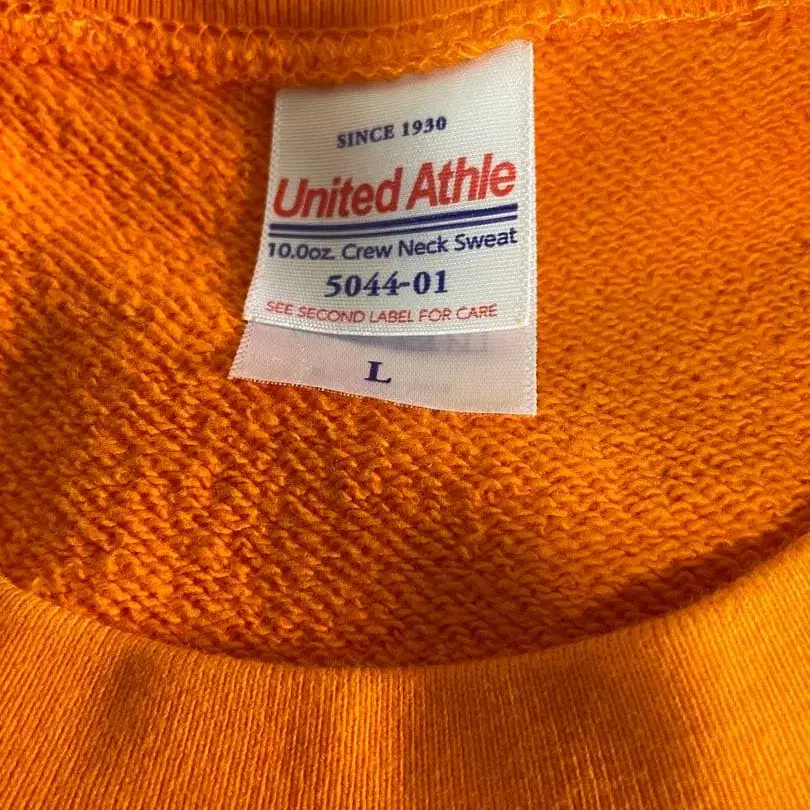 SINCE 1930
United Athle
10.0oz. Crew Neck Sweat
5044-01
SEE SECOND LABEL FOR CARE
L